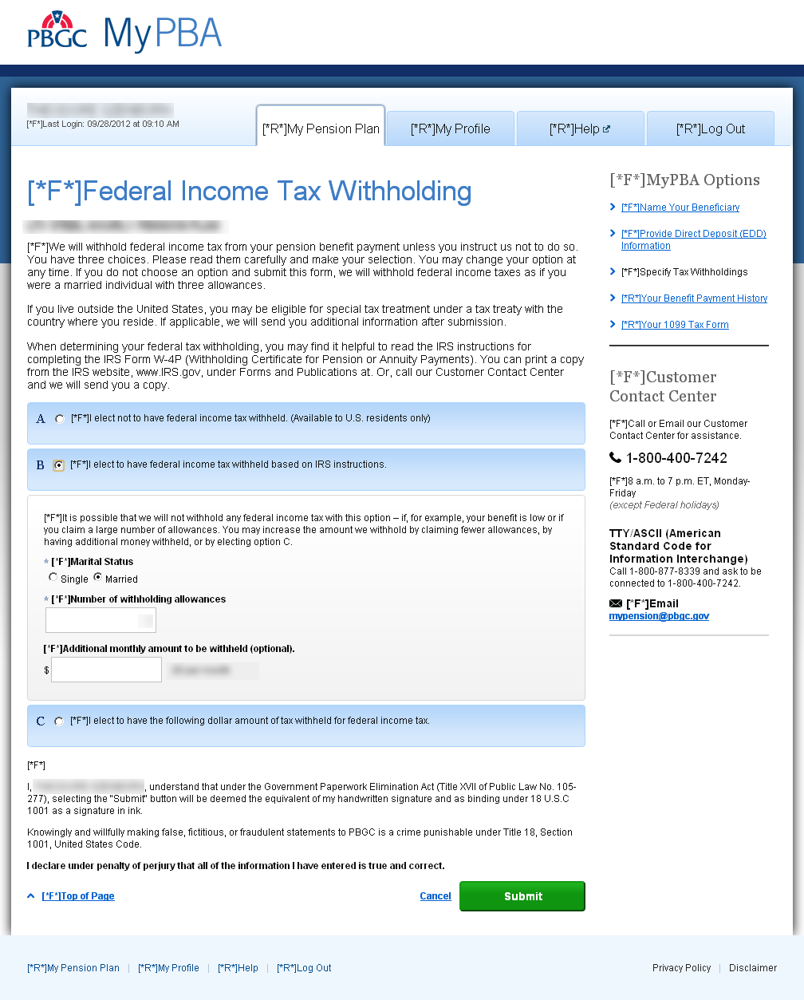 PBGC MyPBA
[*F*]Last Login: 09/28/2012 at 09:10 AM
[*R*]My Pension Plan
[*R*]My Profile
[*R*]Help
[*R*]Log Out
[*F*]Federal Income Tax Withholding
[*F*]We will withhold federal income tax from your pension benefit payment unless you instruct us not to do so.
You have three choices. Please read them carefully and make your selection. You may change your option at
any time. If you do not choose an option and submit this form, we will withhold federal income taxes as if you
were a married individual with three allowances.
If you live outside the United States, you may be eligible for special tax treatment under a tax treaty with the
country where you reside. If applicable, we will send you additional information after submission.
When determining your federal tax withholding, you may find it helpful to read the IRS instructions for
completing the IRS Form W-4P (Withholding Certificate for Pension or Annuity Payments). You can print a copy
from the IRS website, www.IRS.gov, under Forms and Publications at. Or, call our Customer Contact Center
and we will send you a copy.
A [*F*]I elect not to have federal income tax withheld. (Available to U.S. residents only)
B [*F*]I elect to have federal income tax withheld based on IRS instructions.
[*F*]It is possible that we will not withhold any federal income tax with this option – if, for example, your benefit is low or if
you claim a large number of allowances. You may increase the amount we withhold by claiming fewer allowances, by
having additional money withheld, or by electing option C.
* [*F*]Marital Status
Single Married
* [*F*]Number of withholding allowances
[*F*]Additional monthly amount to be withheld (optional).
$
C [*F*]I elect to have the following dollar amount of tax withheld for federal income tax.
[*F*]
I, , understand that under the Government Paperwork Elimination Act (Title XVII of Public Law No. 105-
277), selecting the "Submit" button will be deemed the equivalent of my handwritten signature and as binding under 18 U.S.C
1001 as a signature in ink.
Knowingly and willfully making false, fictitious, or fraudulent statements to PBGC is a crime punishable under Title 18, Section
1001, United States Code.
I declare under penalty of perjury that all of the information I have entered is true and correct.
[*F*]Top of Page
Cancel
Submit
[*F*]MyPBA Options
[*F*]Name Your Beneficiary
[*F*]Provide Direct Deposit (EDD)
Information
[*F*]Specify Tax Withholdings
[*R*]Your Benefit Payment History
[*R*]Your 1099 Tax Form
[*F*]Customer
Contact Center
[*F*]Call or Email our Customer
Contact Center for assistance.
1-800-400-7242
[*F*]8 a.m. to 7 p.m. ET, Monday-
Friday
(except Federal holidays)
TTY/ASCII (American
Standard Code for
Information Interchange)
Call 1-800-877-8339 and ask to be
connected to 1-800-400-7242.
[*F*]Email
mypension@pbgc.gov
[*R*]My Pension Plan | [*R*]My Profile | [*R*]Help | [*R*]Log Out
Privacy Policy | Disclaimer